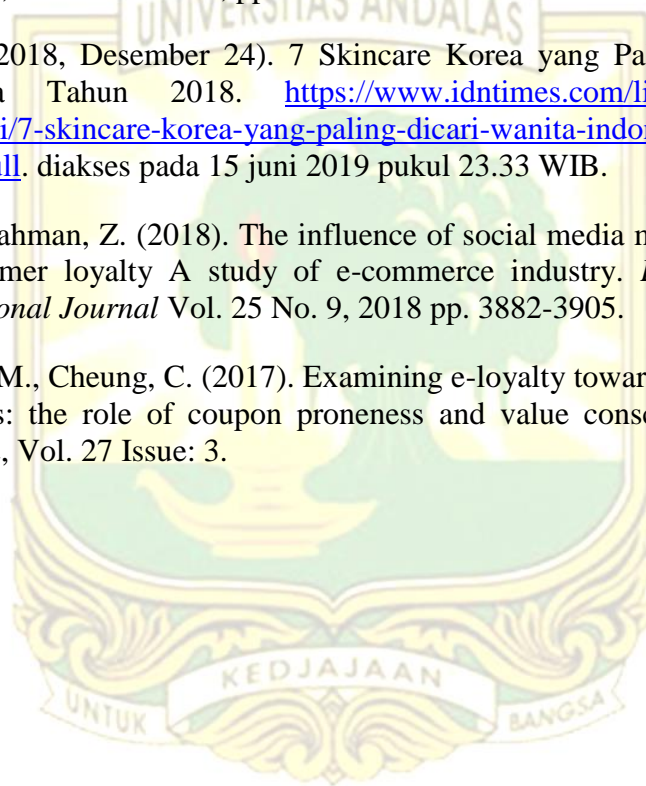 UNIVERSITAS ANDALAS
2018, Desember 24). 7 Skincare Korea yang Pa
a Tahun 2018. https://www.idntimes.com/li
i/7-skincare-korea-yang-paling-dicari-wanita-indo
ull. diakses pada 15 juni 2019 pukul 23.33 WIB.
ahman, Z. (2018). The influence of social media m
mer loyalty A study of e-commerce industry.
onal Journal Vol. 25 No. 9, 2018 pp. 3882-3905.
M., Cheung, C. (2017). Examining e-loyalty towar
s: the role of coupon proneness and value conse
, Vol. 27 Issue: 3.
KEDJAJAAN
UNTUK BANGSA